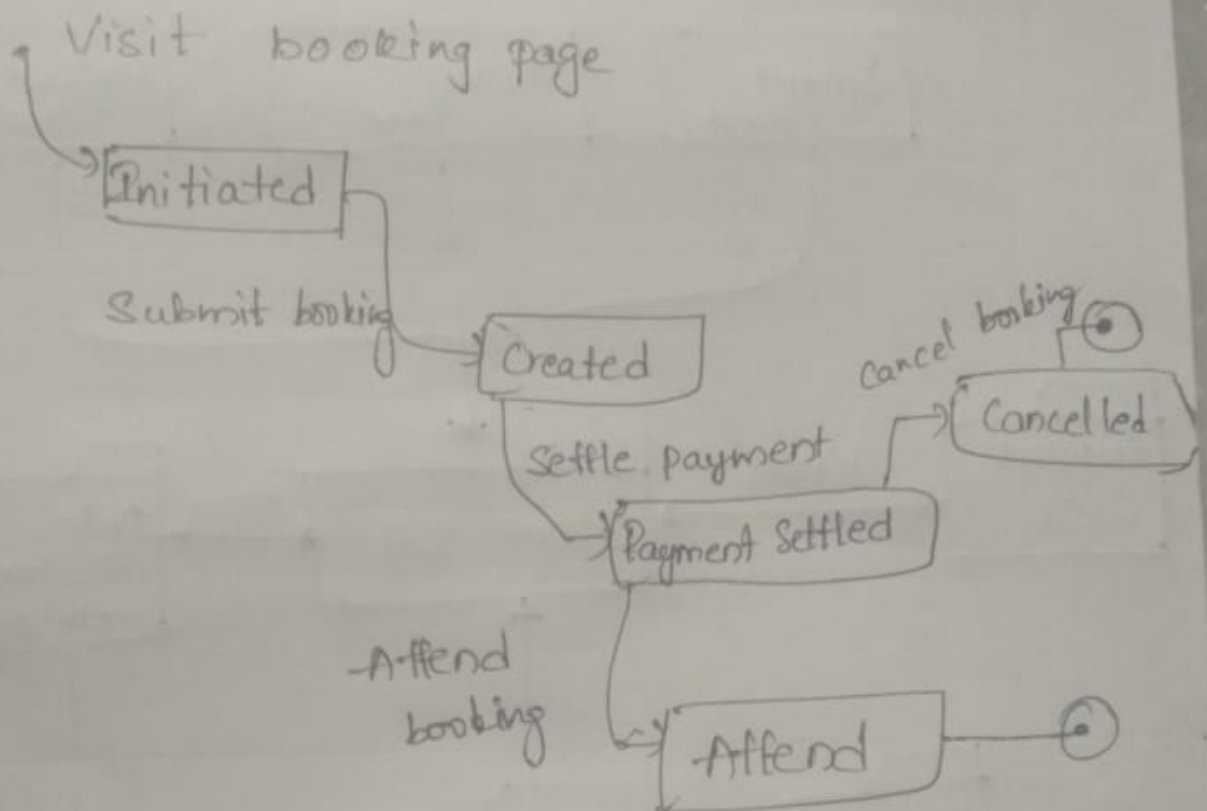 Visit booking page
Initiated
Submit booking
Created
Cancel booking
Cancelled
Settle payment
Payment Settled
Attend
booking
Attend